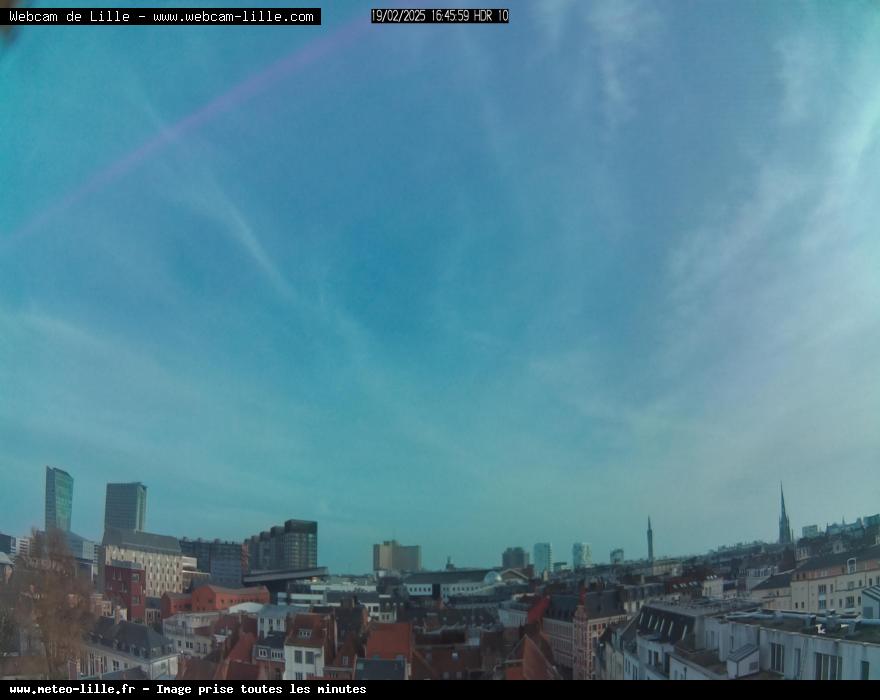 Webcam de Lille - www.webcam-lille.com
19/02/2025 16:45:59 HDR 10
www.meteo-lille.fr - Image prise toutes les minutes